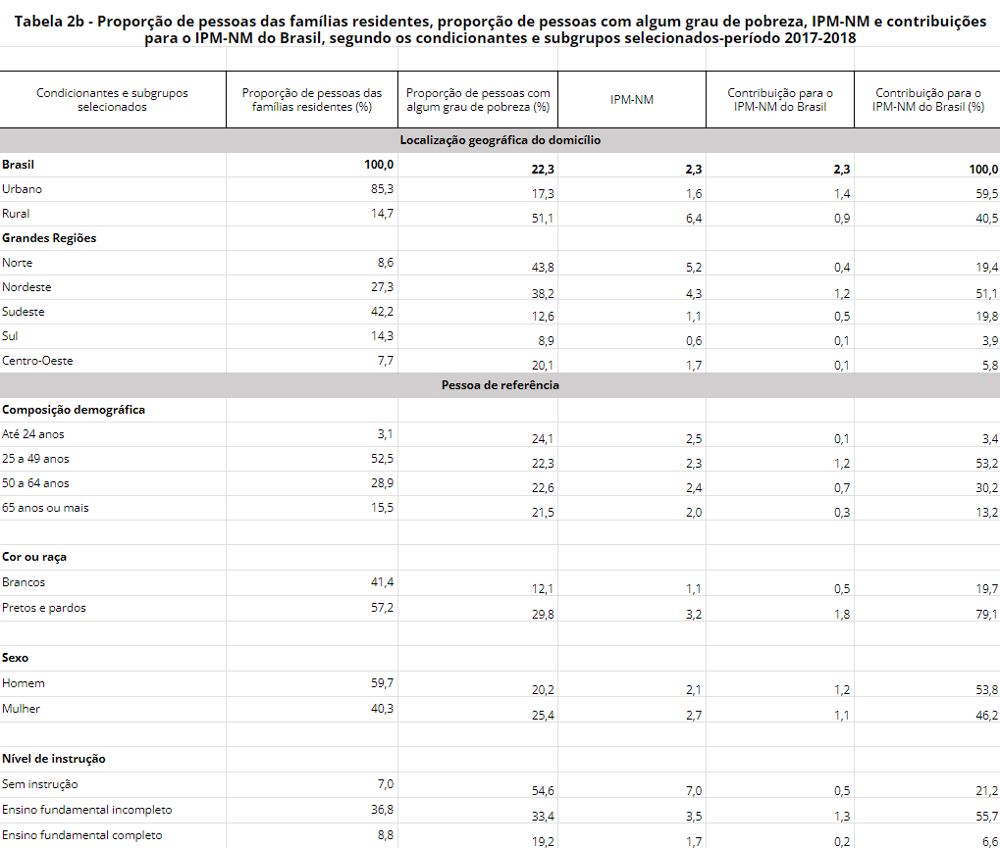 Tabela 2b - Proporção de pessoas das famílias residentes, proporção de pessoas com algum grau de pobreza, IPM-NM e contribuições
para o IPM-NM do Brasil, segundo os condicionantes e subgrupos selecionados-período 2017-2018
Condicionantes e subgrupos
selecionados
Proporção de pessoas das
famílias residentes (%)
Proporção de pessoas com
algum grau de pobreza (%)
IPM-NM
Contribuição para o
IPM-NM do Brasil
Contribuição para o
IPM-NM do Brasil (%)
Localização geográfica do domicílio
Brasil 100,0 22,3 2,3 2,3 100,0
Urbano 85,3 17,3 1,6 1,4 59,5
Rural 14,7 51,1 6,4 0,9 40,5
Grandes Regiões
Norte 8,6 43,8 5,2 0,4 19,4
Nordeste 27,3 38,2 4,3 1,2 51,1
Sudeste 42,2 12,6 1,1 0,5 19,8
Sul 14,3 8,9 0,6 0,1 3,9
Centro-Oeste 7,7 20,1 1,7 0,1 5,8
Pessoa de referência
Composição demográfica
Até 24 anos 3,1 24,1 2,5 0,1 3,4
25 a 49 anos 52,5 22,3 2,3 1,2 53,2
50 a 64 anos 28,9 22,6 2,4 0,7 30,2
65 anos ou mais 15,5 21,5 2,0 0,3 13,2
Cor ou raça
Brancos 41,4 12,1 1,1 0,5 19,7
Pretos e pardos 57,2 29,8 3,2 1,8 79,1
Sexo
Homem 59,7 20,2 2,1 1,2 53,8
Mulher 40,3 25,4 2,7 1,1 46,2
Nível de instrução
Sem instrução 7,0 54,6 7,0 0,5 21,2
Ensino fundamental incompleto 36,8 33,4 3,5 1,3 55,7
Ensino fundamental completo 8,8 19,2 1,7 0,2 6,6